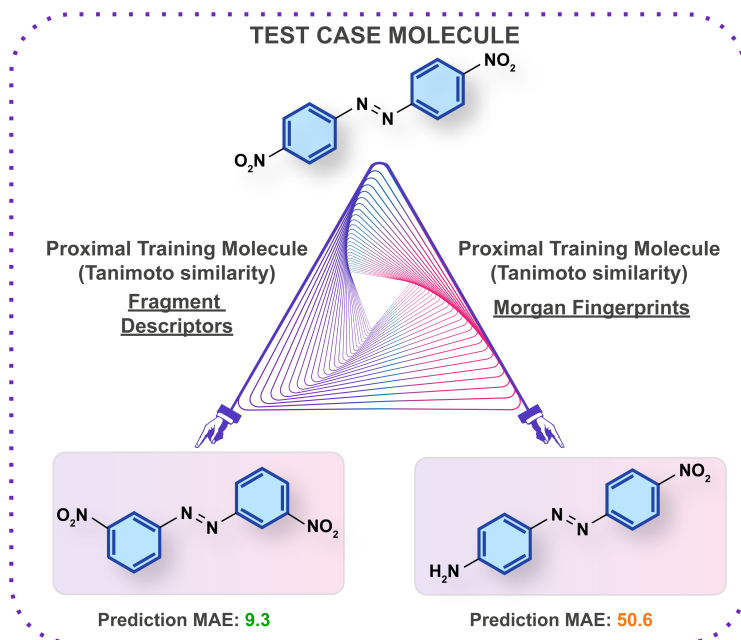 TEST CASE MOLECULE
NO₂
N
N
O₂N
Proximal Training Molecule
(Tanimoto similarity)
Fragment
Descriptors
Proximal Training Molecule
(Tanimoto similarity)
Morgan Fingerprints
O₂N
N
N
NO₂
NO₂
N
N
H₂N
Prediction MAE: 9.3
Prediction MAE: 50.6